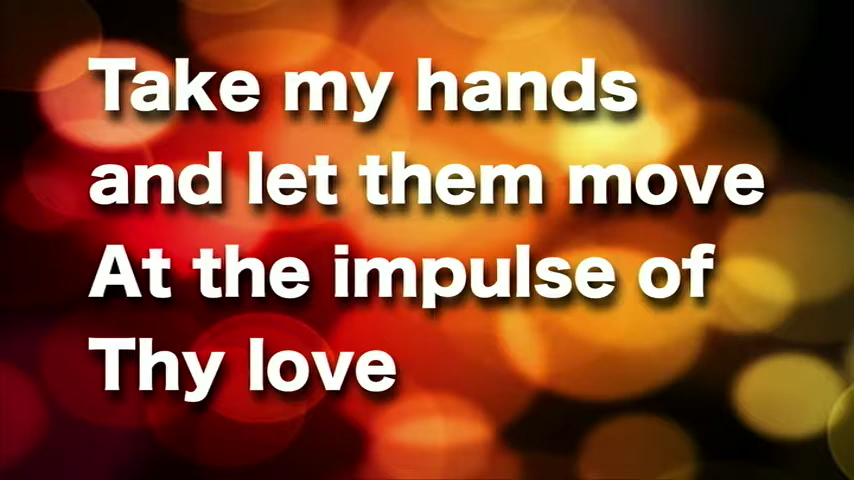 Take my hands
and let them move
At the impulse of
Thy love